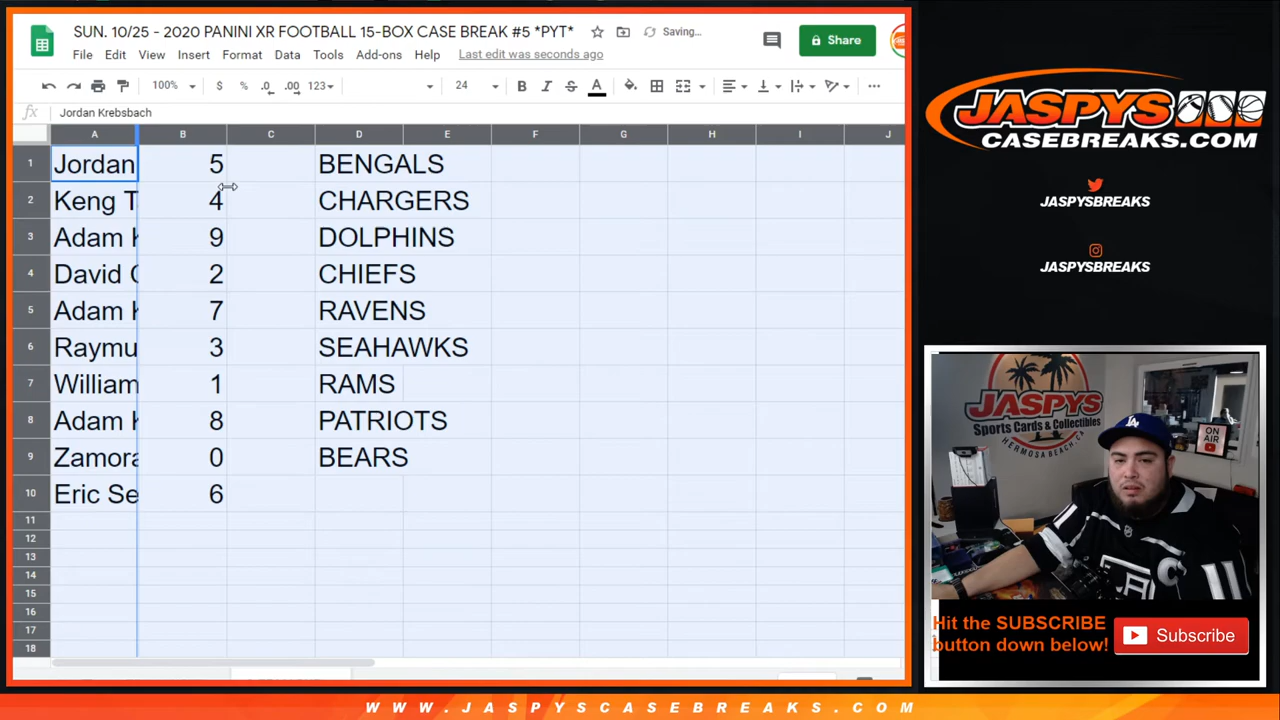 SUN. 10/25 - 2020 PANINI XR FOOTBALL 15-BOX CASE BREAK #5 *PYT* Saving...
File Edit View Insert Format Data Tools Add-ons Help Last edit was seconds ago
Share
100% $ % .0 .00 123 24 B I S A
fx Jordan Krebsbach
A B C D E F G H I J
1 Jordan 5 BENGALS
2 Keng T 4 CHARGERS
3 Adam K 9 DOLPHINS
4 David 2 CHIEFS
5 Adam K 7 RAVENS
6 Raymu 3 SEAHAWKS
7 William 1 RAMS
8 Adam K 8 PATRIOTS
9 Zamora 0 BEARS
10 Eric Se 6
11
12
13
14
15
16
17
18
JASPYS
CASEBREAKS.COM
JASPYSBREAKS
JASPYSBREAKS
JASPYS
Sports Cards & Collectibles
HERMOSA BEACH, CA
ON AIR
LA
Hit the SUBSCRIBE
button down below!
Subscribe
WWW.JASPYSCASEBREAKS.COM